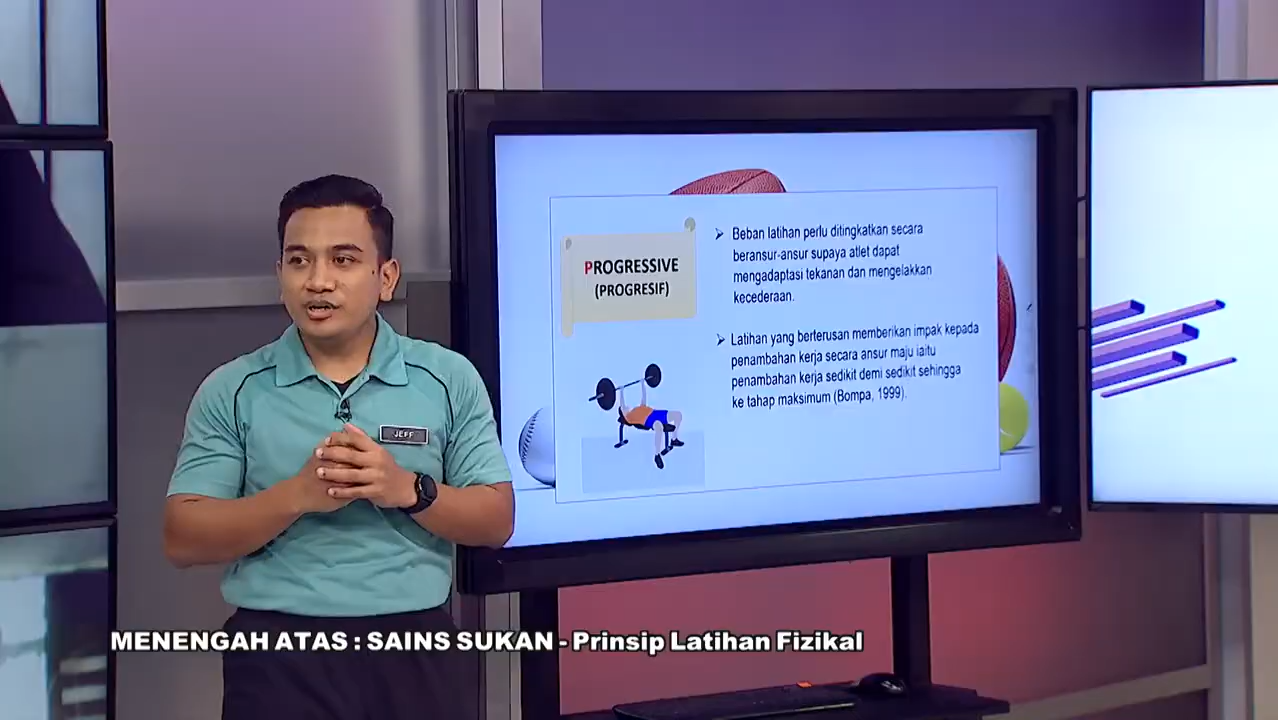 PROGRESSIVE
(PROGRESIF)
Beban latihan perlu ditingkatkan secara
beransur-ansur supaya atlet dapat
mengadaptasi tekanan dan mengelakkan
kecederaan.
Latihan yang berterusan memberikan impak kepada
penambahan kerja secara ansur maju iaitu
penambahan kerja sedikit demi sedikit sehingga
ke tahap maksimum (Bompa, 1999).
JEFF
MENENGAH ATAS : SAINS SUKAN - Prinsip Latihan Fizikal